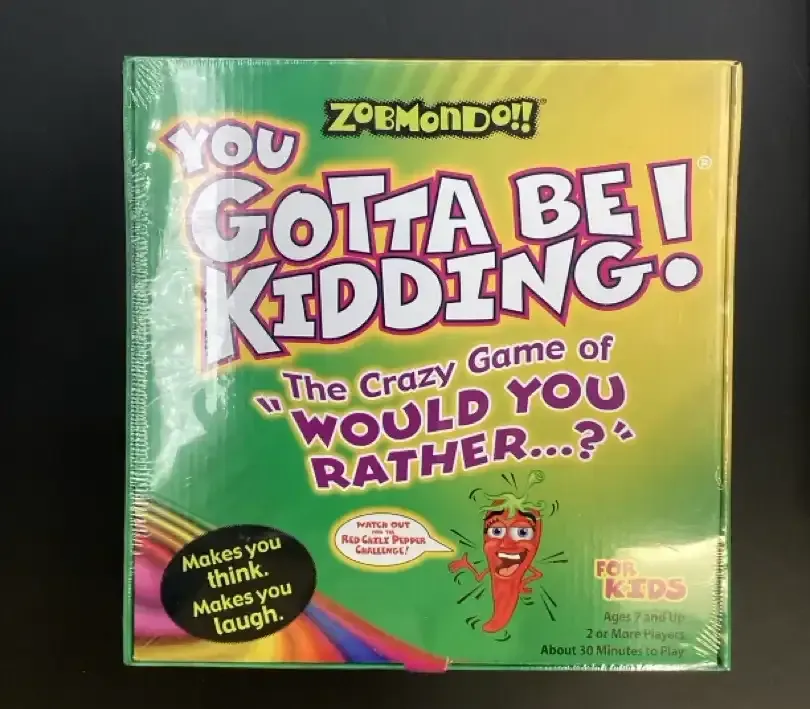 ZOBMONDO!!
YOU
GOTTA BE
KIDDING!®
The Crazy Game of
"WOULD YOU
RATHER...?"
WATCH OUT
FOR THE
RED CHILI PEPPER
CHALLENGE!
Makes you
think.
Makes you
laugh.
FOR
KIDS
Ages 7 and Up
2 or More Players
About 30 Minutes to Play